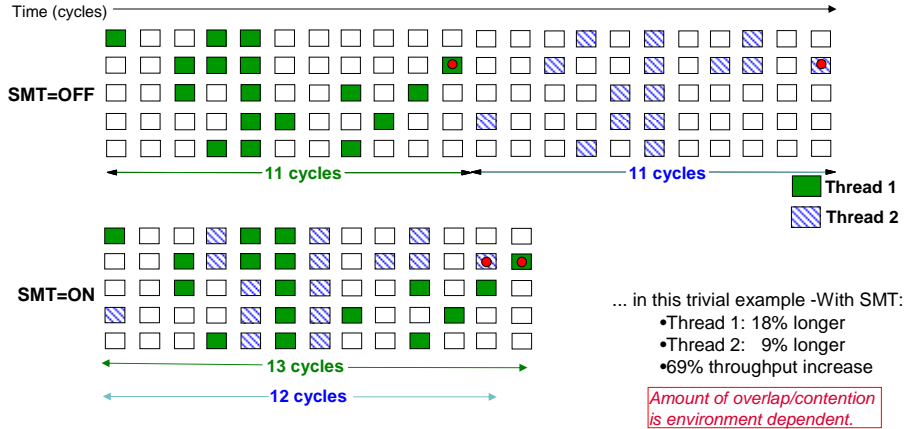 Time (cycles)
SMT=OFF
11 cycles
11 cycles
Thread 1
Thread 2
SMT=ON
13 cycles
12 cycles
... in this trivial example -With SMT:
•Thread 1: 18% longer
•Thread 2: 9% longer
•69% throughput increase
Amount of overlap/contention
is environment dependent.